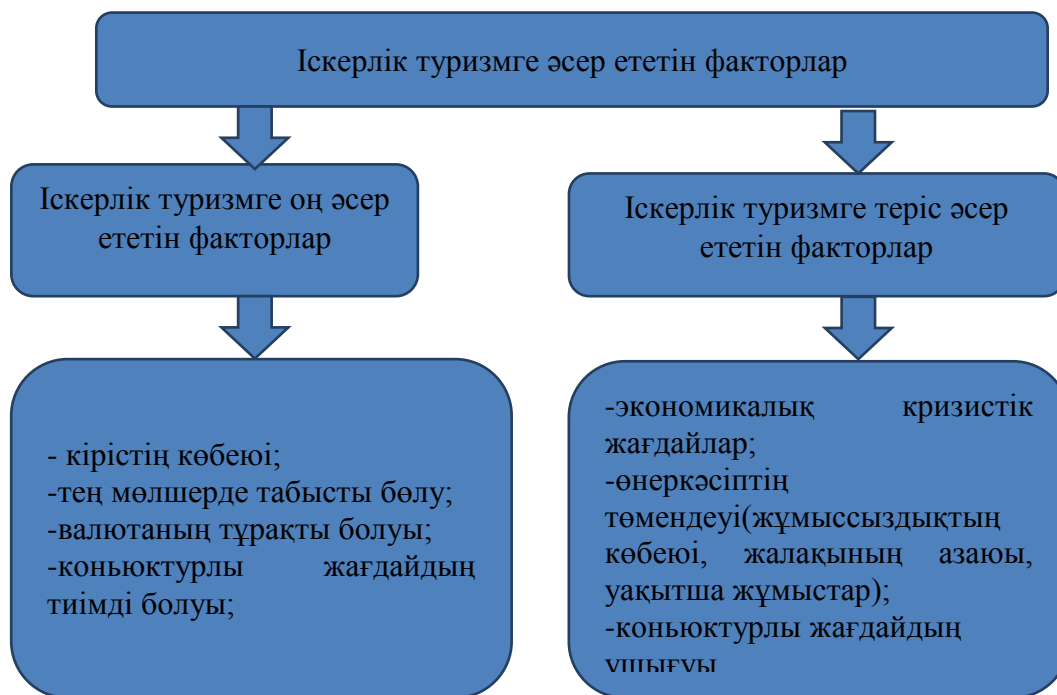 Іскерлік туризмге әсер ететін факторлар
Іскерлік туризмге оң әсер
ететін факторлар
Іскерлік туризмге теріс әсер
ететін факторлар
- кірістің көбеюі;
-тең мөлшерде табысты бөлу;
-валютаның тұрақты болуы;
-коньюктурлы жағдайдың
тиімді болуы;
-экономикалық кризистік
жағдайлар;
-өнеркәсіптің
төмендеуі(жұмыссыздықтың
көбеюі, жалақының азаюы,
уақытша жұмыстар);
-коньюктурлы жағдайдың
ушығуы